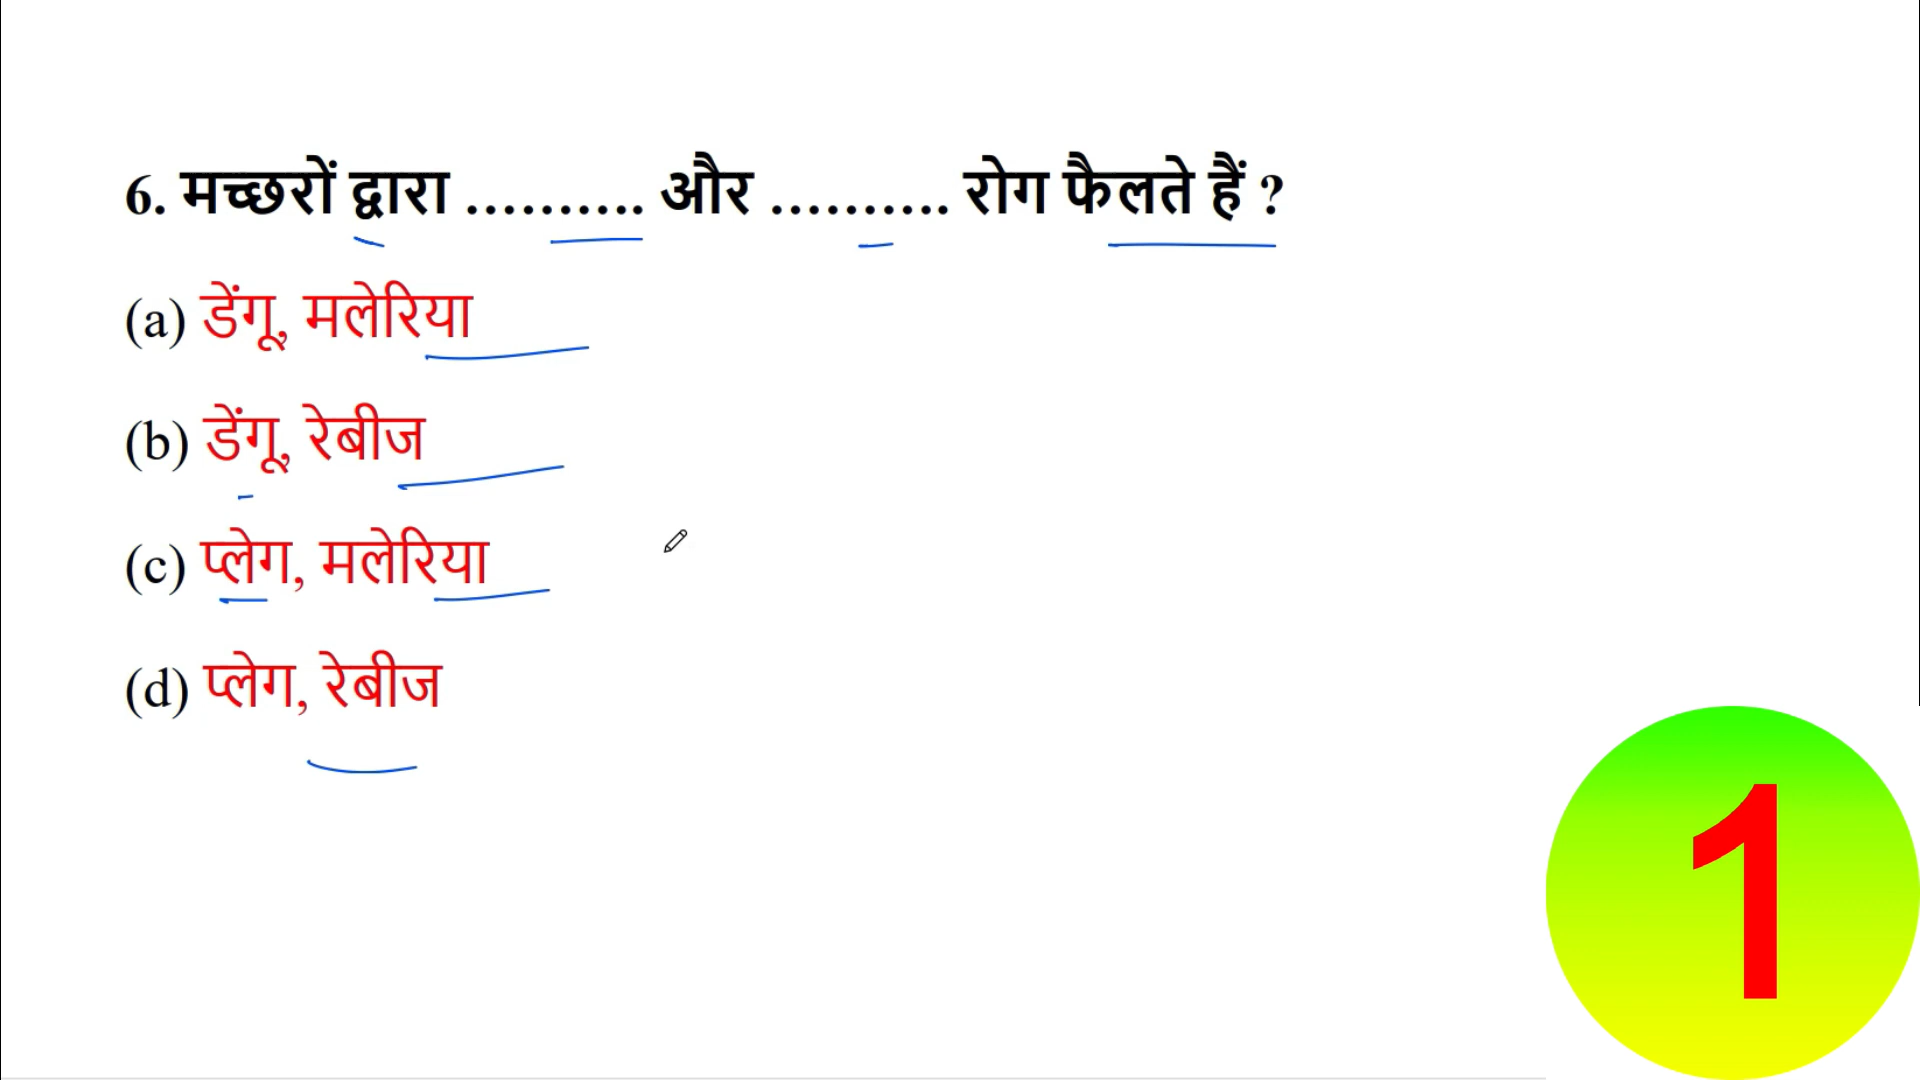 6. मच्छरों द्वारा .......... और .......... रोग फैलते हैं ?
(a) डेंगू, मलेरिया
(b) डेंगू, रेबीज
(c) प्लेग, मलेरिया
(d) प्लेग, रेबीज
1